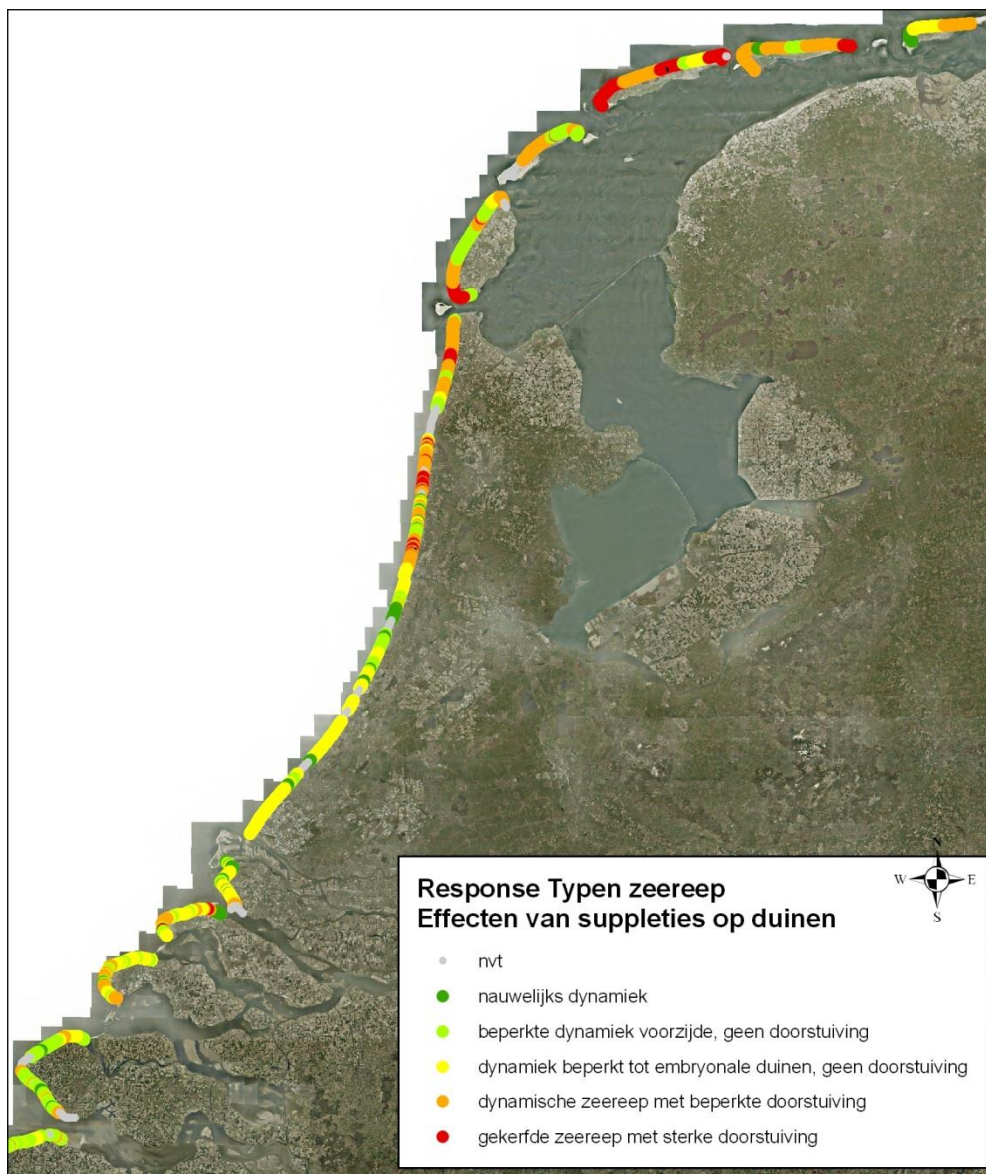 N
W E
S
Response Typen zeereep
Effecten van suppleties op duinen
nvt
nauwelijks dynamiek
beperkte dynamiek voorzijde, geen doorstuiving
dynamiek beperkt tot embryonale duinen, geen doorstuiving
dynamische zeereep met beperkte doorstuiving
gekerfde zeereep met sterke doorstuiving